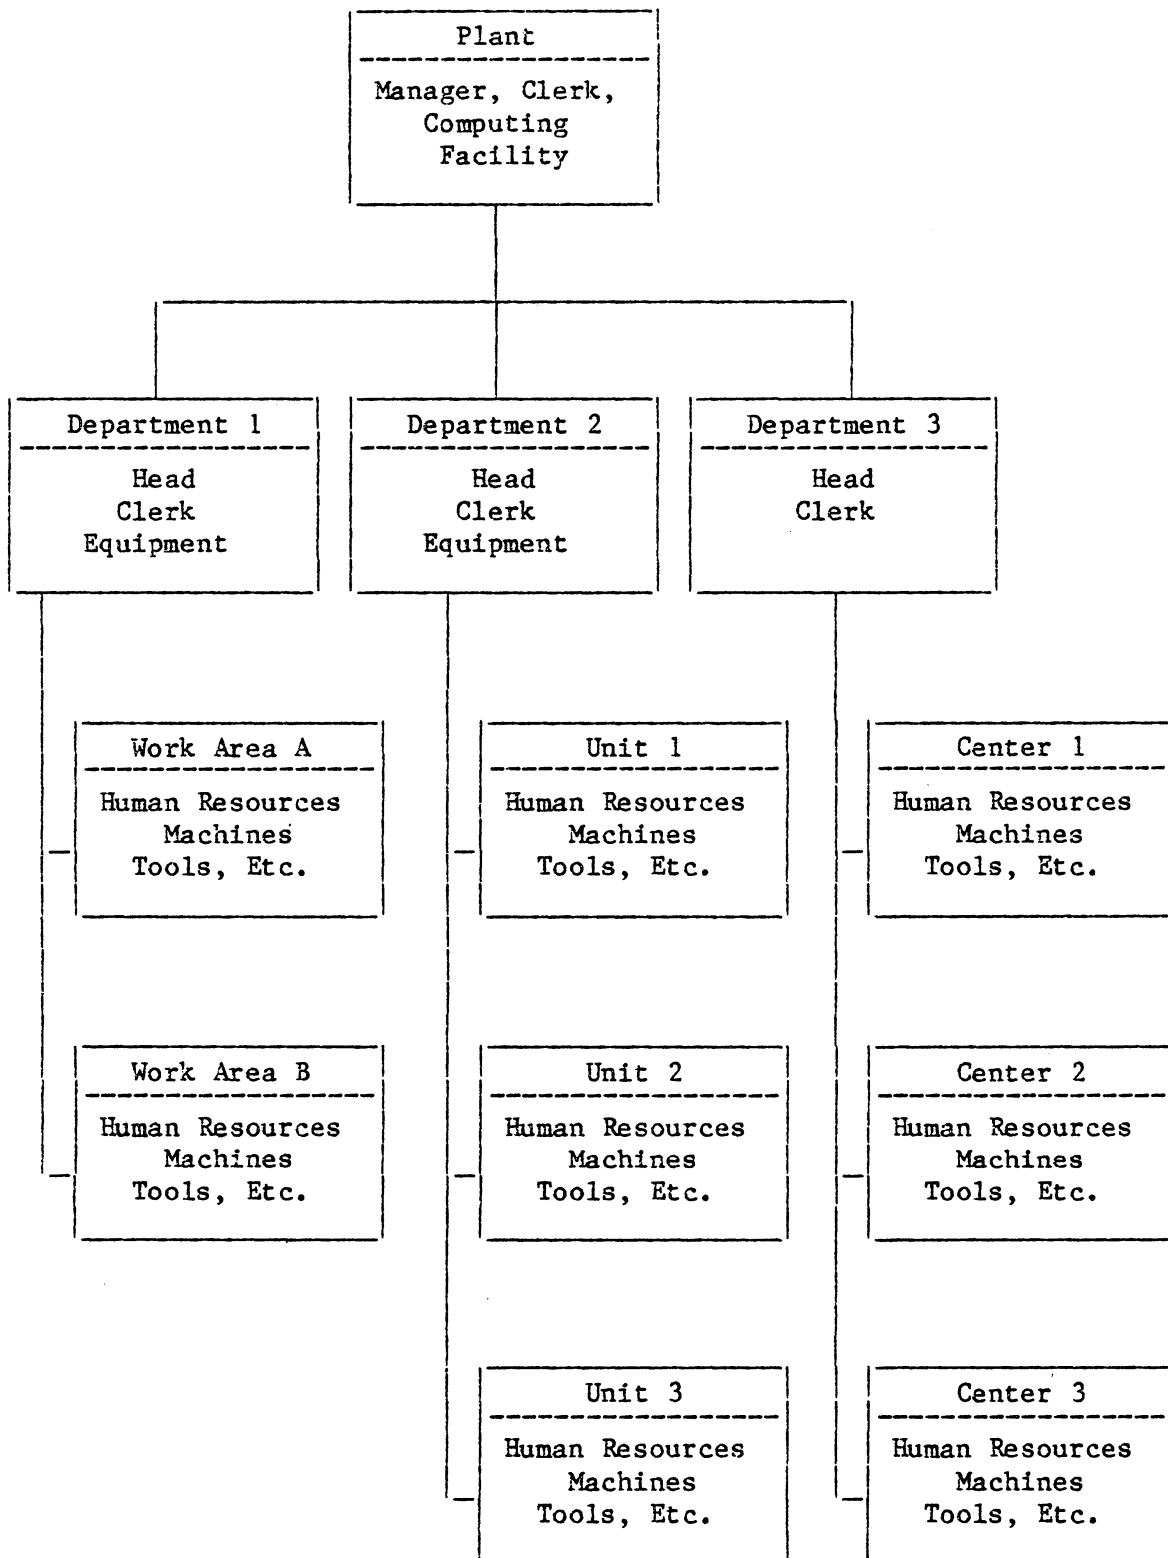 Plant
Manager, Clerk,
Computing
Facility
Department 1
Head
Clerk
Equipment
Department 2
Head
Clerk
Equipment
Department 3
Head
Clerk
Work Area A
Human Resources
Machines
Tools, Etc.
Unit 1
Human Resources
Machines
Tools, Etc.
Center 1
Human Resources
Machines
Tools, Etc.
Work Area B
Human Resources
Machines
Tools, Etc.
Unit 2
Human Resources
Machines
Tools, Etc.
Center 2
Human Resources
Machines
Tools, Etc.
Unit 3
Human Resources
Machines
Tools, Etc.
Center 3
Human Resources
Machines
Tools, Etc.